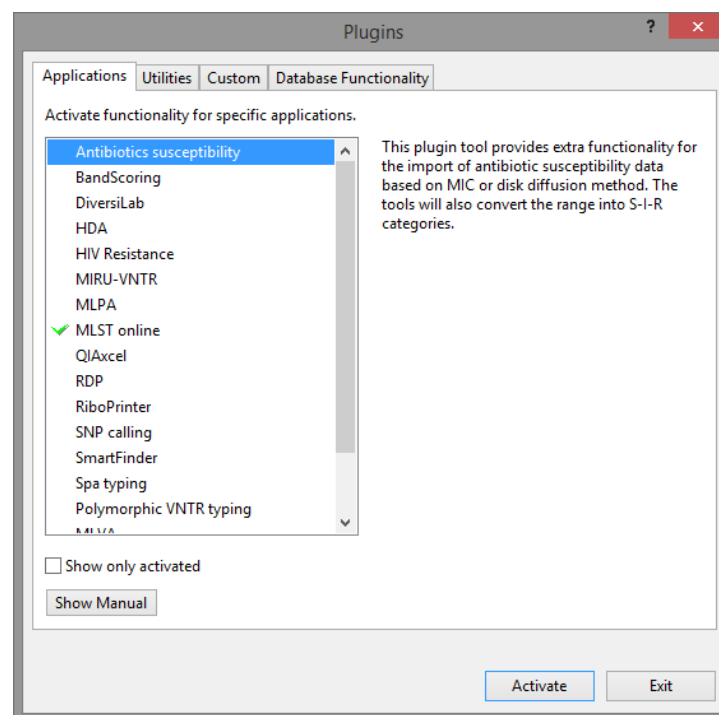 Plugins
?
Applications Utilities Custom Database Functionality
Activate functionality for specific applications.
Antibiotics susceptibility
BandScoring
DiversiLab
HDA
HIV Resistance
MIRU-VNTR
MLPA
MLST online
QIAxcel
RDP
RiboPrinter
SNP calling
SmartFinder
Spa typing
Polymorphic VNTR typing
MLVA
This plugin tool provides extra functionality for
the import of antibiotic susceptibility data
based on MIC or disk diffusion method. The
tools will also convert the range into S-I-R
categories.
Show only activated
Show Manual
Activate Exit